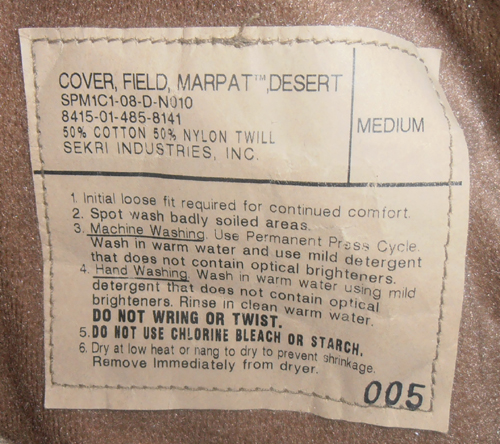 COVER, FIELD, MARPAT™, DESERT
SPM1C1-08-D-N010
8415-01-485-8141
50% COTTON 50% NYLON TWILL
SEKRI INDUSTRIES, INC.
MEDIUM
1. Initial loose fit required for continued comfort.
2. Spot wash badly soiled areas.
3. Machine Washing. Use Permanent Press Cycle.
Wash in warm water and use mild detergent
that does not contain optical brighteners.
4. Hand Washing. Wash in warm water using mild
detergent that does not contain optical
brighteners. Rinse in clean warm water.
DO NOT WRING OR TWIST.
5. DO NOT USE CHLORINE BLEACH OR STARCH.
6. Dry at low heat or hang to dry to prevent shrinkage.
Remove Immediately from dryer.
005